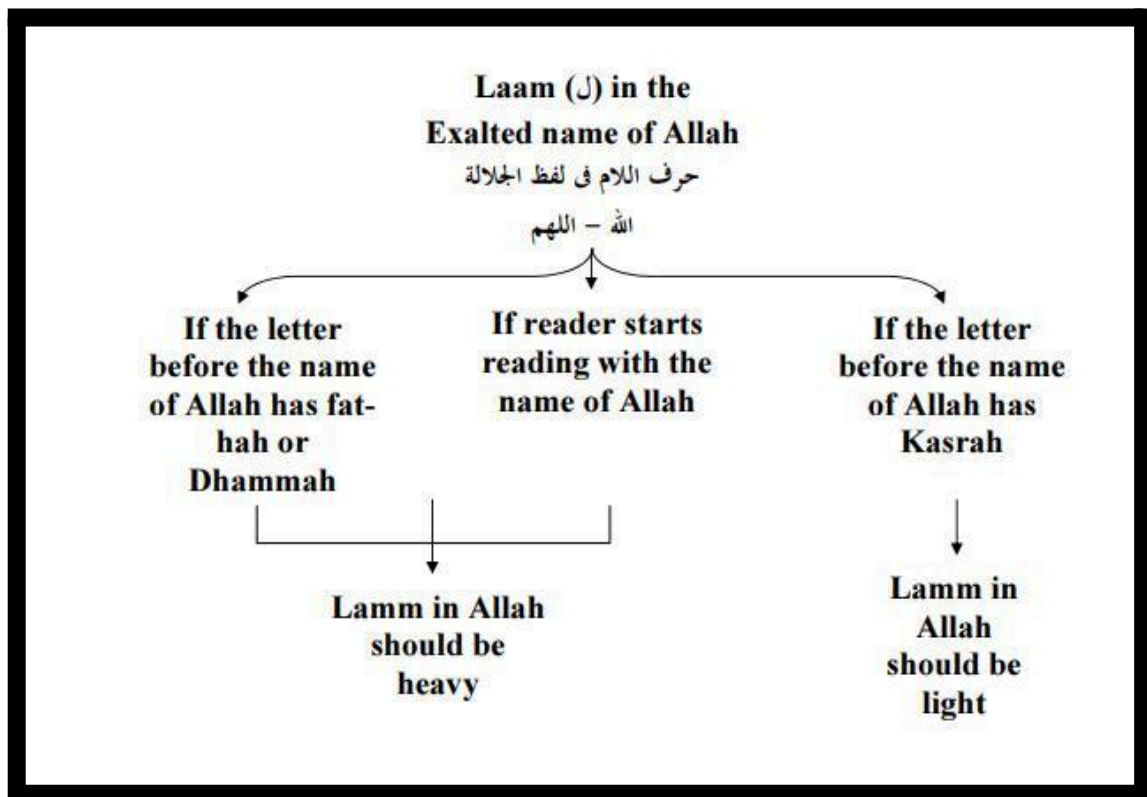 Laam (ل) in the
Exalted name of Allah
حرف اللام فى لفظ الجلالة
الله – اللهم
If the letter
before the name
of Allah has fat-
hah or
Dhammah
If reader starts
reading with the
name of Allah
If the letter
before the name
of Allah has
Kasrah
Lamm in Allah
should be
heavy
Lamm in
Allah
should be
light